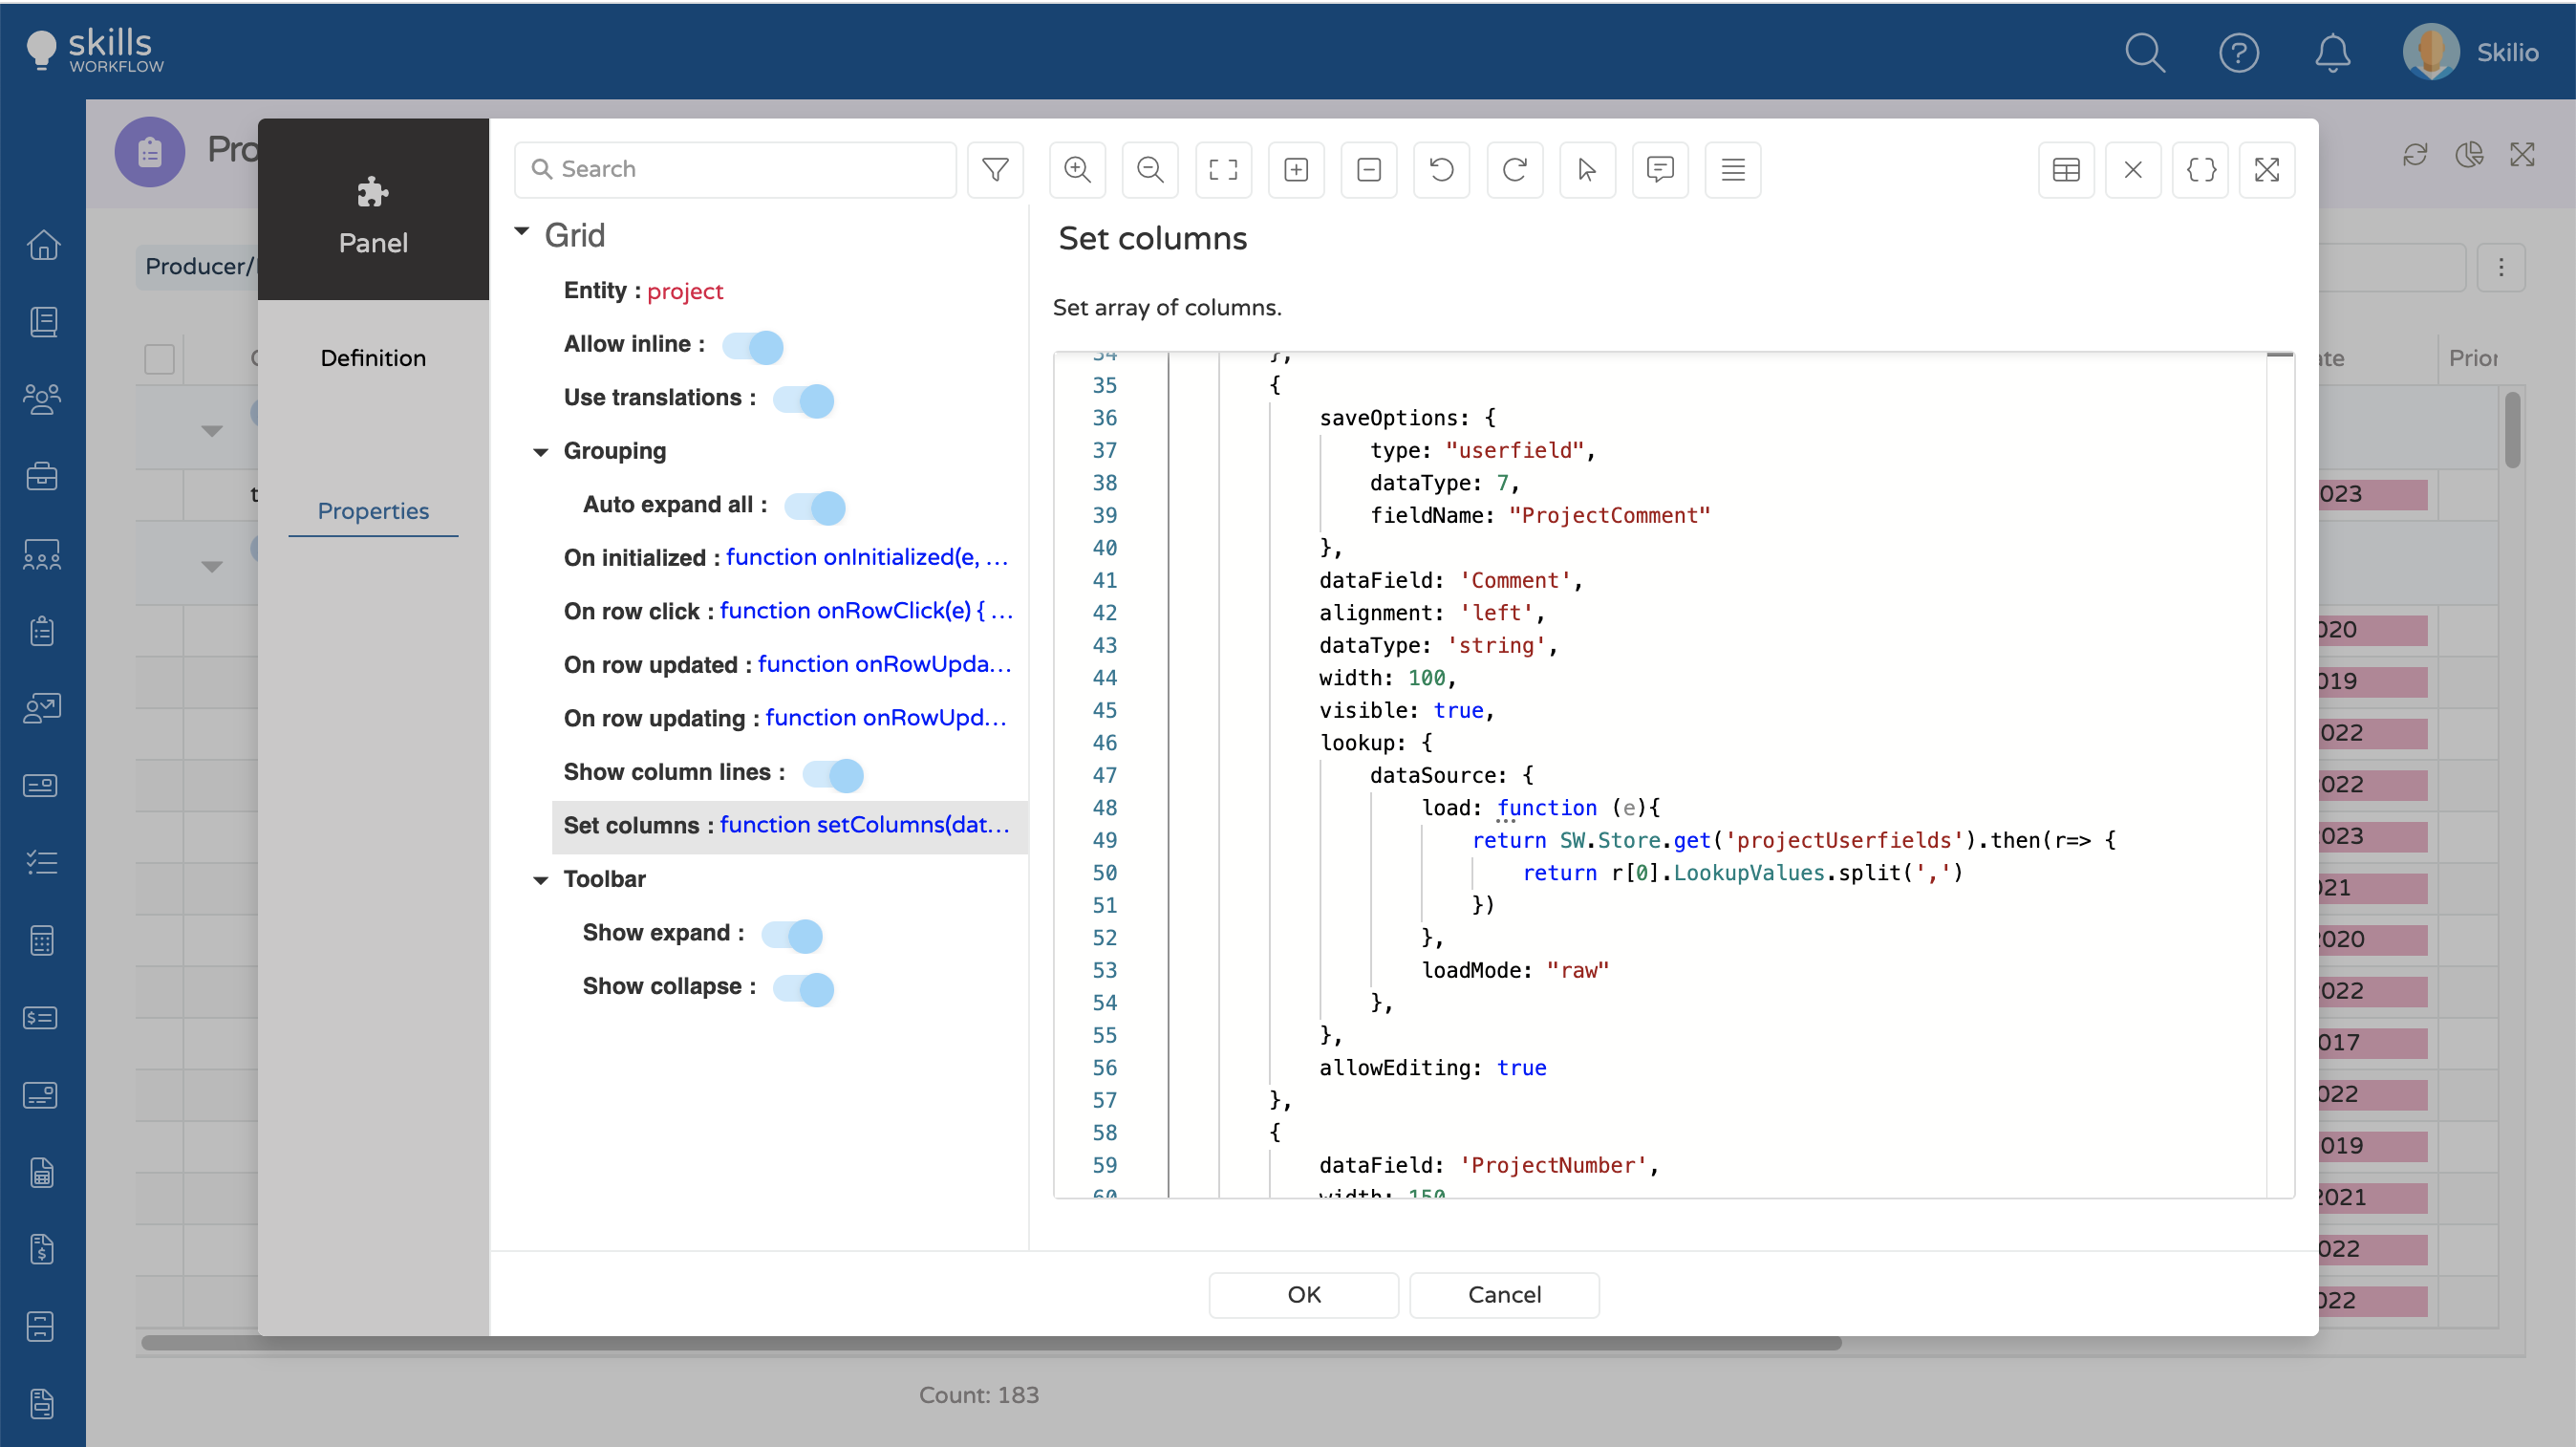 skills
WORKFLOW
Skilio
Panel
Definition
Properties
Search
Grid
Entity : project
Allow inline :
Use translations :
Grouping
Auto expand all :
On initialized : function onInitialized(e, ...
On row click : function onRowClick(e) { ...
On row updated : function onRowUpda...
On row updating : function onRowUpd...
Show column lines :
Set columns : function setColumns(dat...
Toolbar
Show expand :
Show collapse :
Set columns
Set array of columns.
34 },
35 {
36 saveOptions: {
37 type: "userfield",
38 dataType: 7,
39 fieldName: "ProjectComment"
40 },
41 dataField: 'Comment',
42 alignment: 'left',
43 dataType: 'string',
44 width: 100,
45 visible: true,
46 lookup: {
47 dataSource: {
48 load: function (e){
49 return SW.Store.get('projectUserfields').then(r=> {
50 return r[0].LookupValues.split(',')
51 })
52 },
53 loadMode: "raw"
54 },
55 },
56 allowEditing: true
57 },
58 {
59 dataField: 'ProjectNumber',
60 width: 150
OK
Cancel
Pro
Producer/
ate
Prior
023
020
019
022
022
023
021
2020
022
017
022
019
2021
022
022
Count: 183